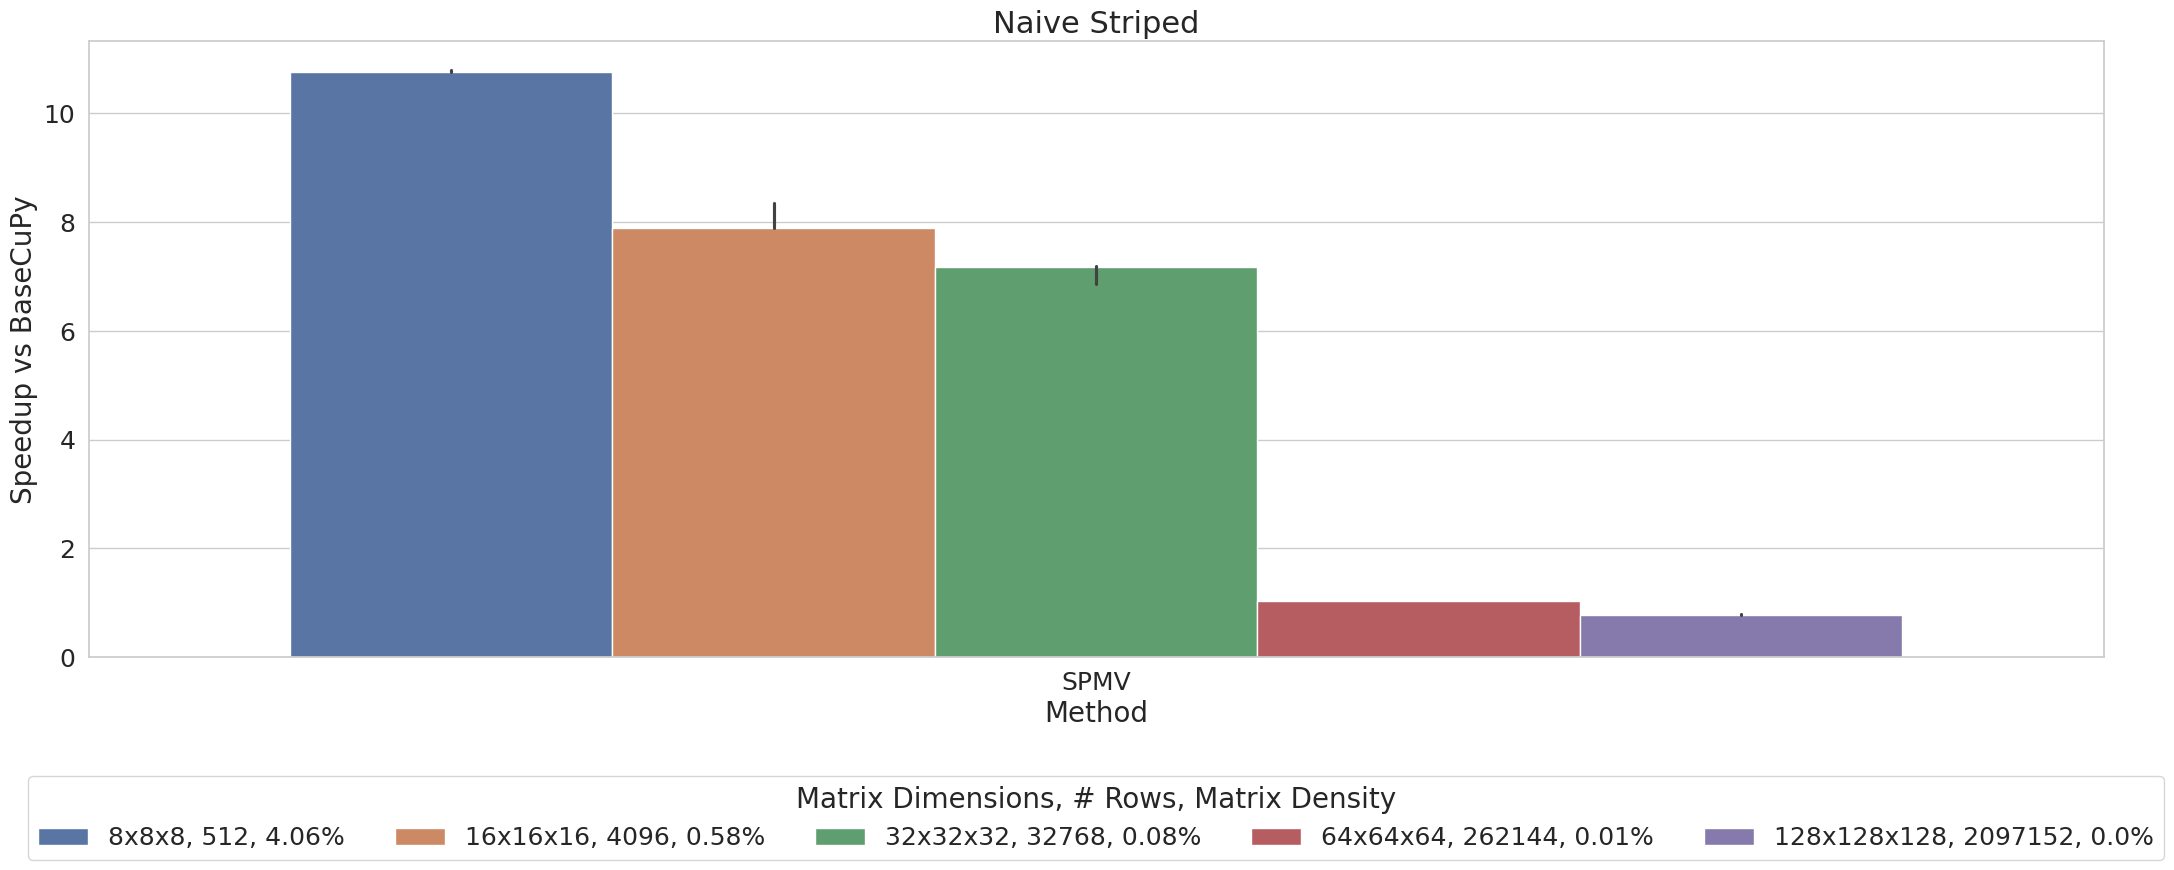 Naive Striped
Speedup vs BaseCuPy
10
8
6
4
2
0
SPMV
Method
Matrix Dimensions, # Rows, Matrix Density
8x8x8, 512, 4.06% 16x16x16, 4096, 0.58% 32x32x32, 32768, 0.08% 64x64x64, 262144, 0.01% 128x128x128, 2097152, 0.0%